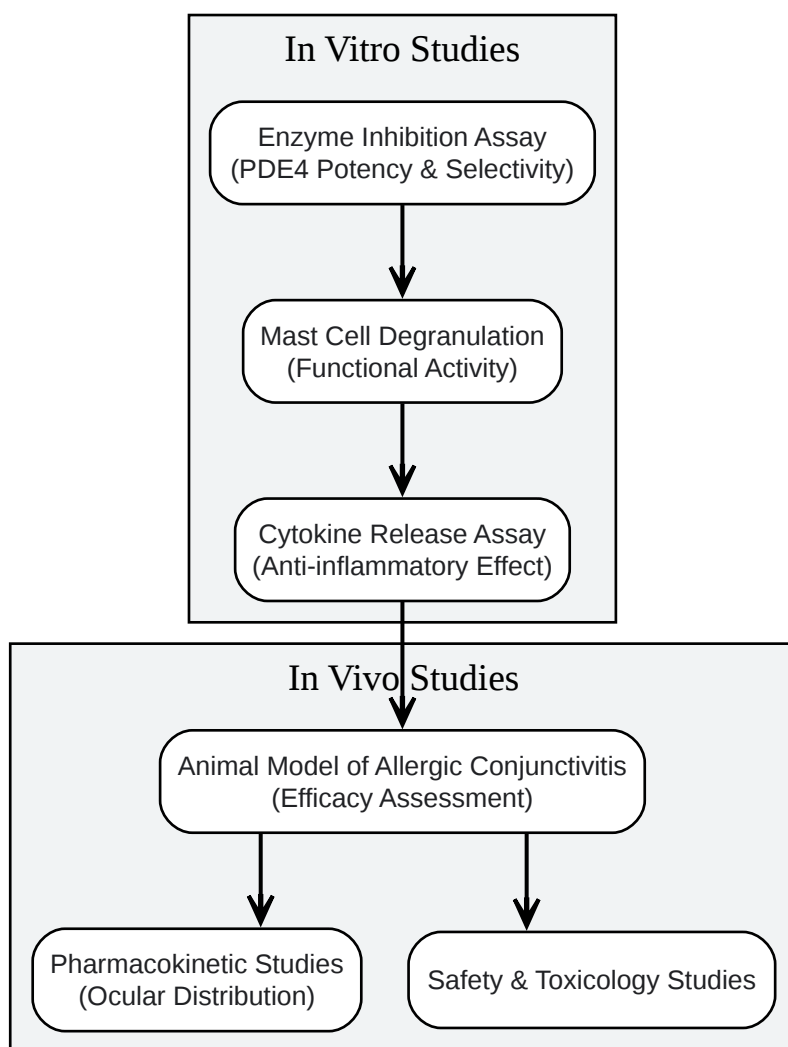 In Vitro Studies
Enzyme Inhibition Assay
(PDE4 Potency & Selectivity)
Mast Cell Degranulation
(Functional Activity)
Cytokine Release Assay
(Anti-inflammatory Effect)
In Vivo Studies
Animal Model of Allergic Conjunctivitis
(Efficacy Assessment)
Pharmacokinetic Studies
(Ocular Distribution)
Safety & Toxicology Studies